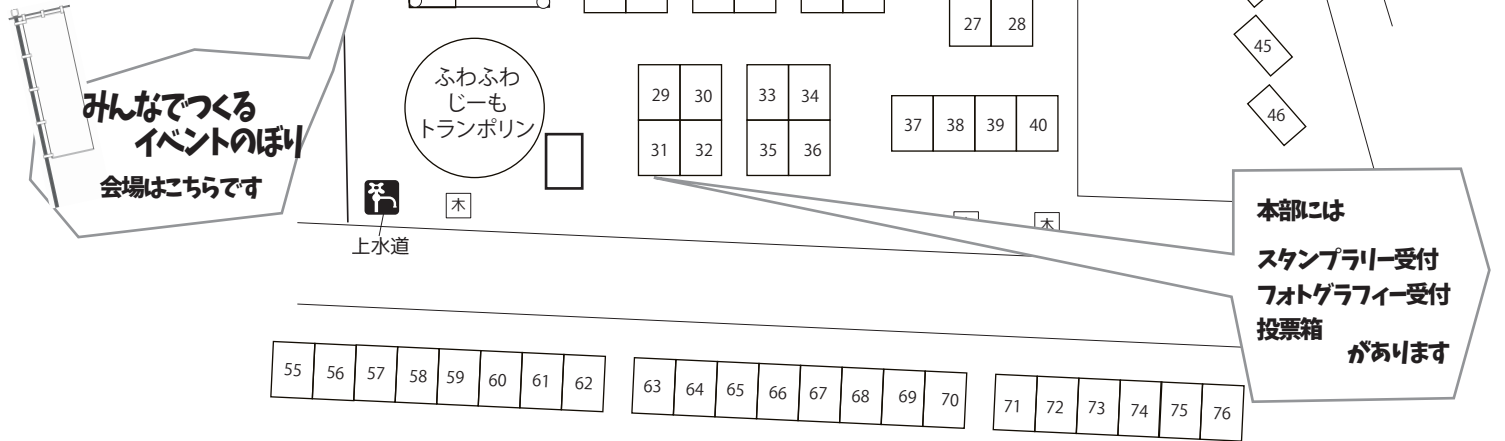 27 28
45
46
ふわふわ
じーも
トランポリン
29 30
31 32
33 34
35 36
37 38 39 40
みんなでつくる
イベントのぼり
会場はこちらです
木
木
上水道
本部には
スタンプラリー受付
フォトグラフィー受付
投票箱
があります
55 56 57 58 59 60 61 62
63 64 65 66 67 68 69 70
71 72 73 74 75 76